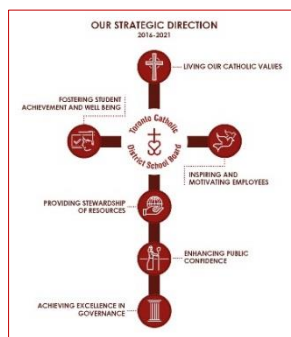 OUR STRATEGIC DIRECTION
2016-2021
LIVING OUR CATHOLIC VALUES
FOSTERING STUDENT
ACHIEVEMENT AND WELL BEING
Toronto Catholic
District School Board
INSPIRING AND
MOTIVATING EMPLOYEES
PROVIDING STEWARDSHIP
OF RESOURCES
ENHANCING PUBLIC
CONFIDENCE
ACHIEVING EXCELLENCE IN
GOVERNANCE